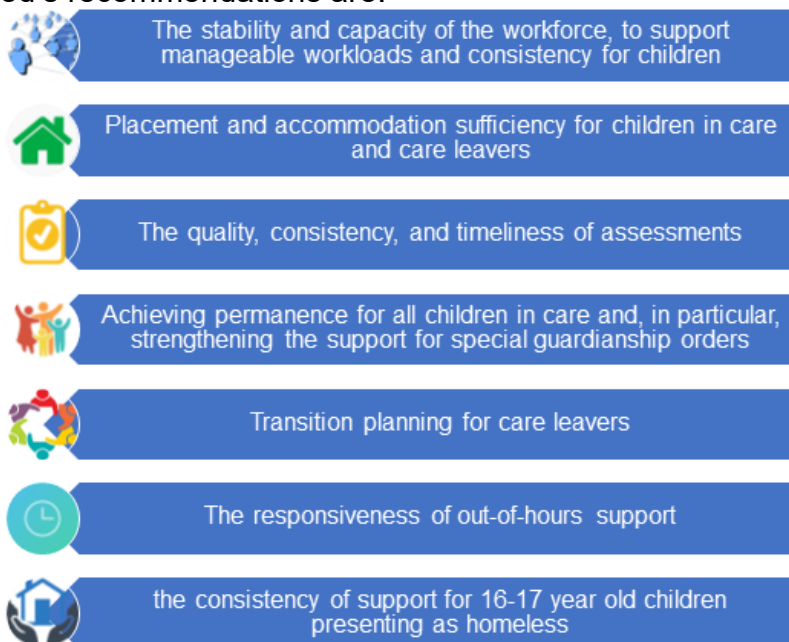 ed's recommendations are:
The stability and capacity of the workforce, to support
manageable workloads and consistency for children
Placement and accommodation sufficiency for children in care
and care leavers
The quality, consistency, and timeliness of assessments
Achieving permanence for all children in care and, in particular,
strengthening the support for special guardianship orders
Transition planning for care leavers
The responsiveness of out-of-hours support
the consistency of support for 16-17 year old children
presenting as homeless